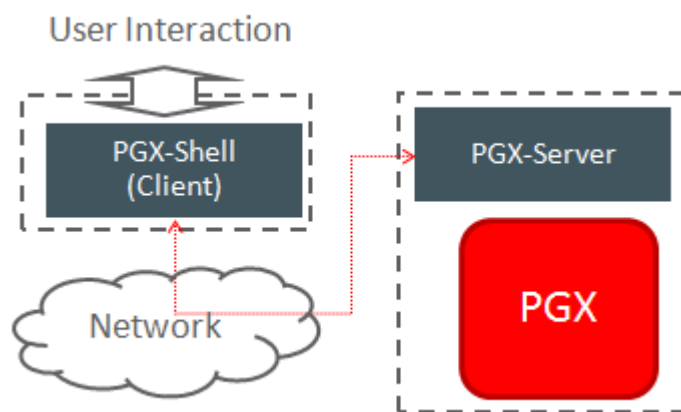 User Interaction
PGX-Shell
(Client)
PGX-Server
PGX
Network